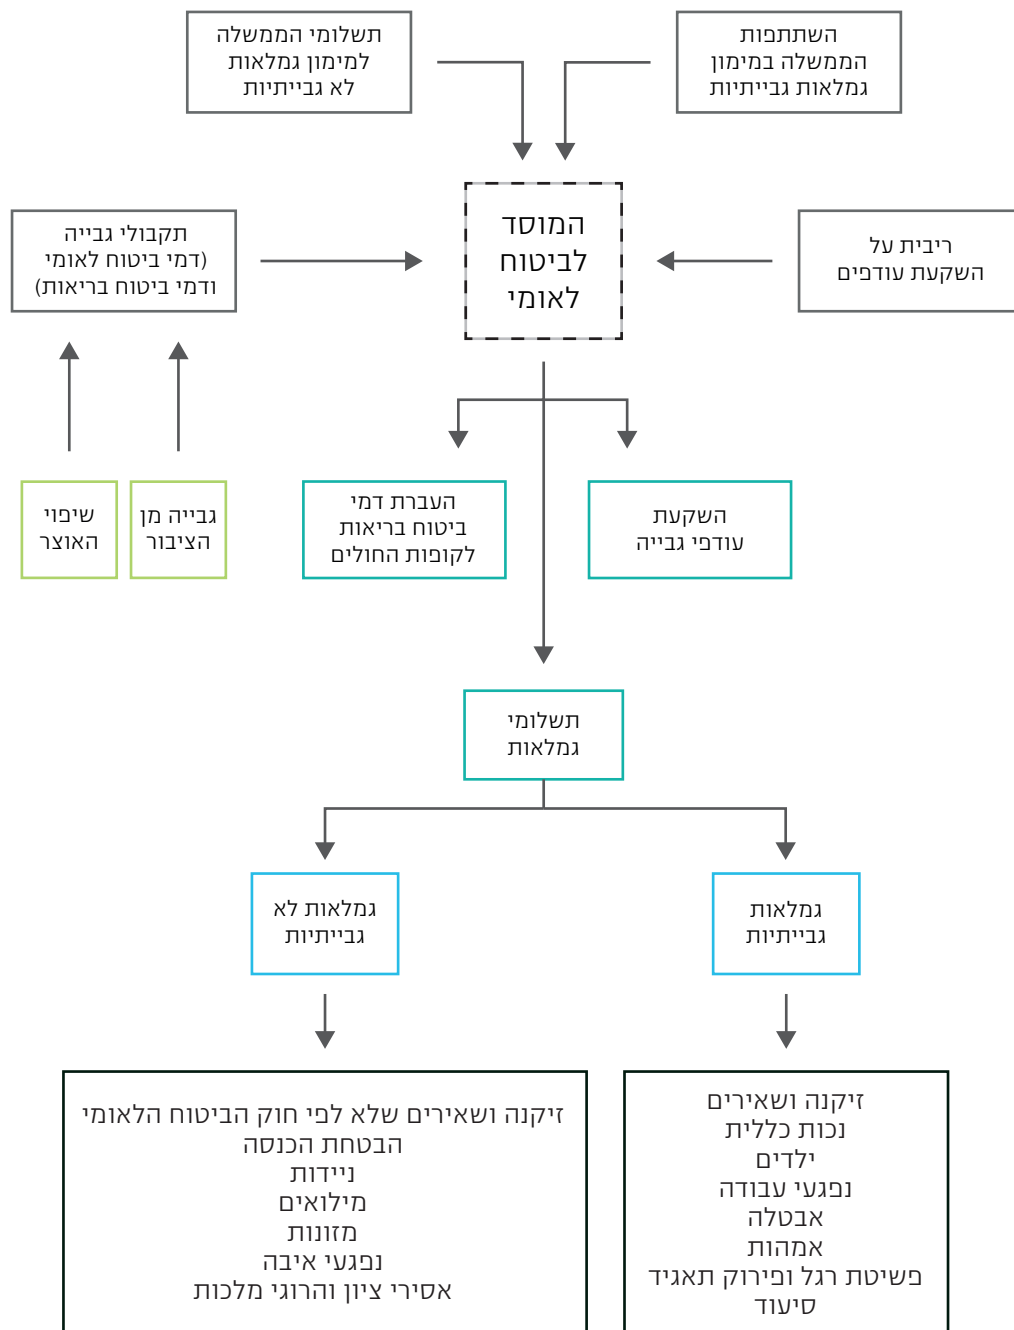 השתתפות
הממשלה במימון
גמלאות גבייתיות
תשלומי הממשלה
למימון גמלאות
לא גבייתיות
ריבית על
השקעת עודפים
המוסד
לביטוח
לאומי
תקבולי גבייה
(דמי ביטוח לאומי
ודמי ביטוח בריאות)
השקעת
עודפי גבייה
העברת דמי
ביטוח בריאות
לקופות החולים
גבייה מן
הציבור
שיפוי
האוצר
תשלומי
גמלאות
גמלאות
גבייתיות
גמלאות לא
גבייתיות
זיקנה ושאירים
נכות כללית
ילדים
נפגעי עבודה
אבטלה
אמהות
פשיטת רגל ופירוק תאגיד
סיעוד
זיקנה ושאירים שלא לפי חוק הביטוח הלאומי
הבטחת הכנסה
ניידות
מילואים
מזונות
נפגעי איבה
אסירי ציון והרוגי מלכות